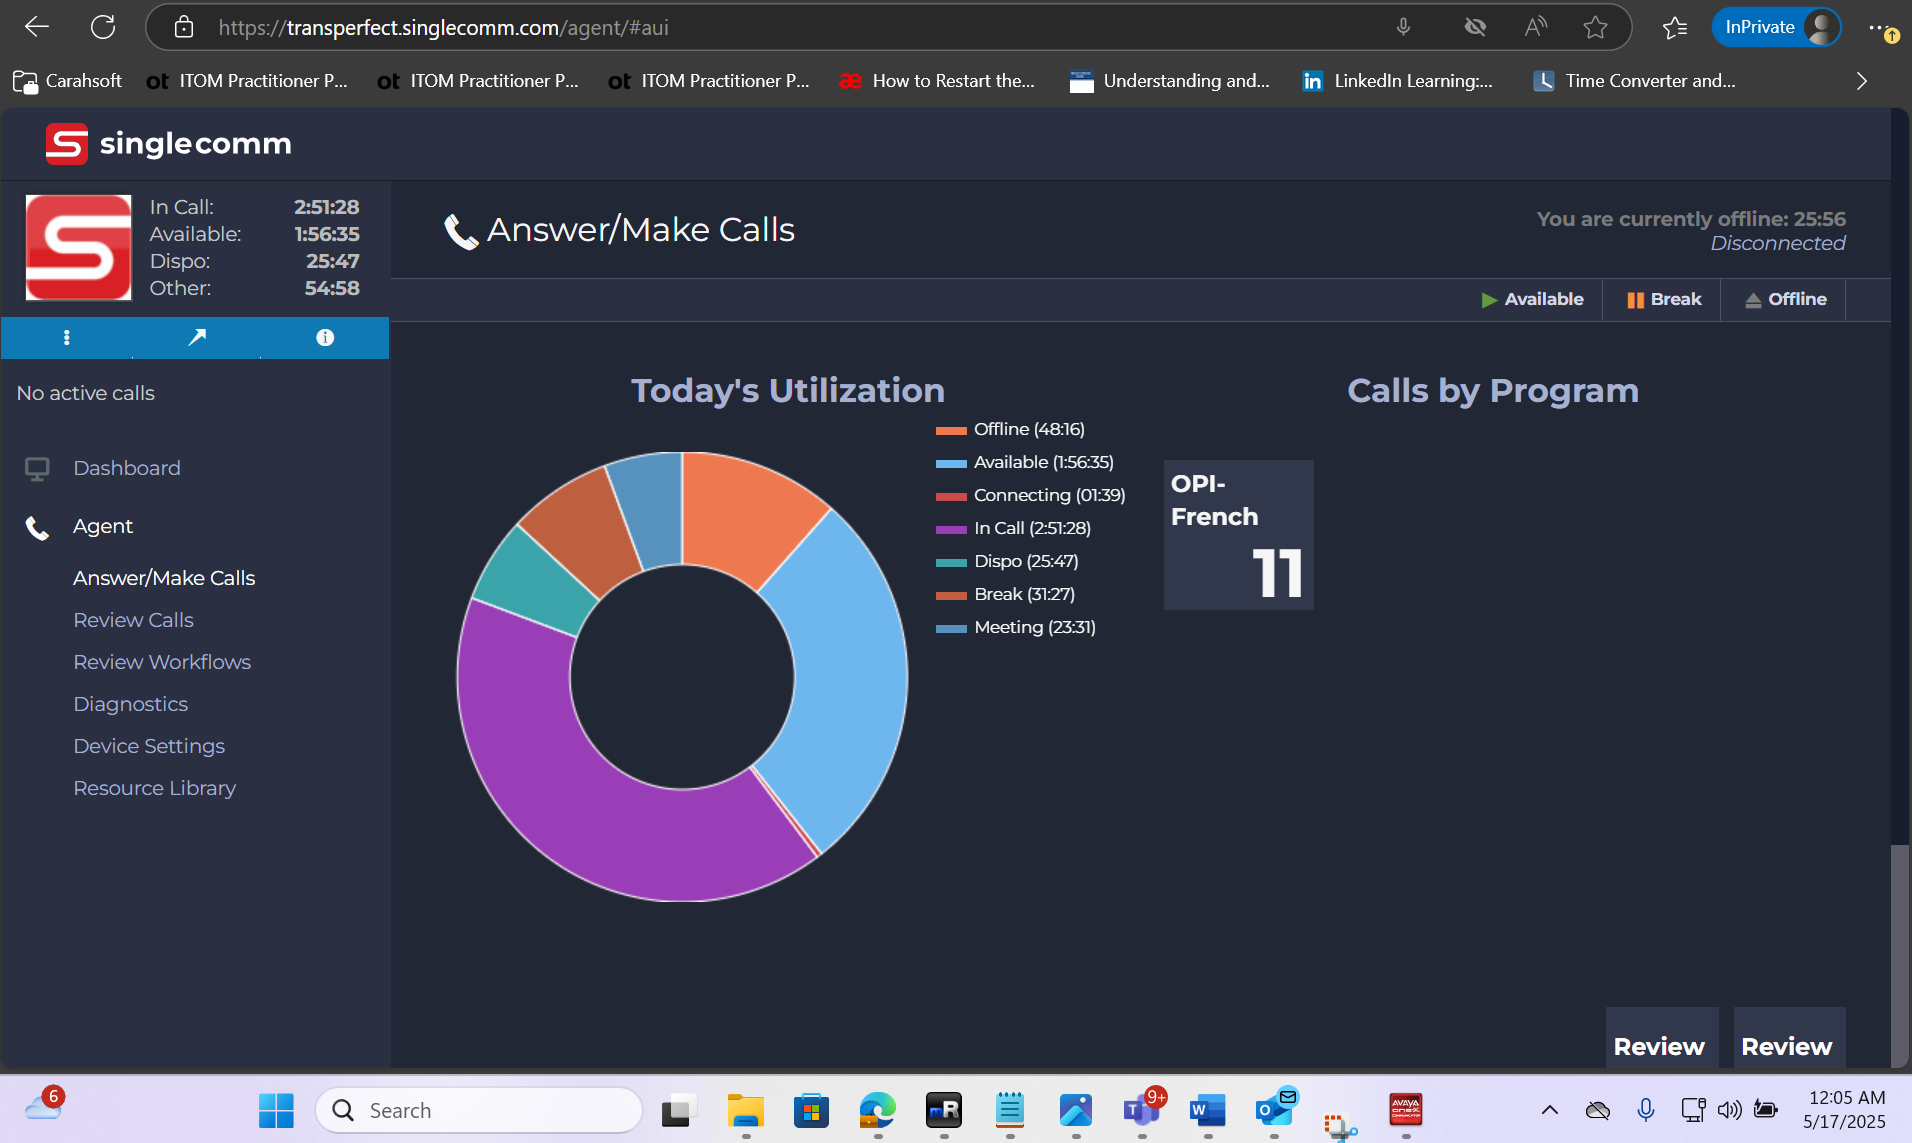 https://transperfect.singlecomm.com/agent/#aui
InPrivate
Carahsoft
ITOM Practitioner P...
ITOM Practitioner P...
ITOM Practitioner P...
How to Restart the...
Understanding and...
LinkedIn Learning:...
Time Converter and...
singlecomm
In Call: 2:51:28
Available: 1:56:35
Dispo: 25:47
Other: 54:58
Answer/Make Calls
You are currently offline: 25:56
Disconnected
Available
Break
Offline
No active calls
Dashboard
Agent
Answer/Make Calls
Review Calls
Review Workflows
Diagnostics
Device Settings
Resource Library
Today's Utilization
Offline (48:16)
Available (1:56:35)
Connecting (01:39)
In Call (2:51:28)
Dispo (25:47)
Break (31:27)
Meeting (23:31)
Calls by Program
OPI-
French
11
Review
Review
6
Search
9+
AVAYA
12:05 AM
5/17/2025